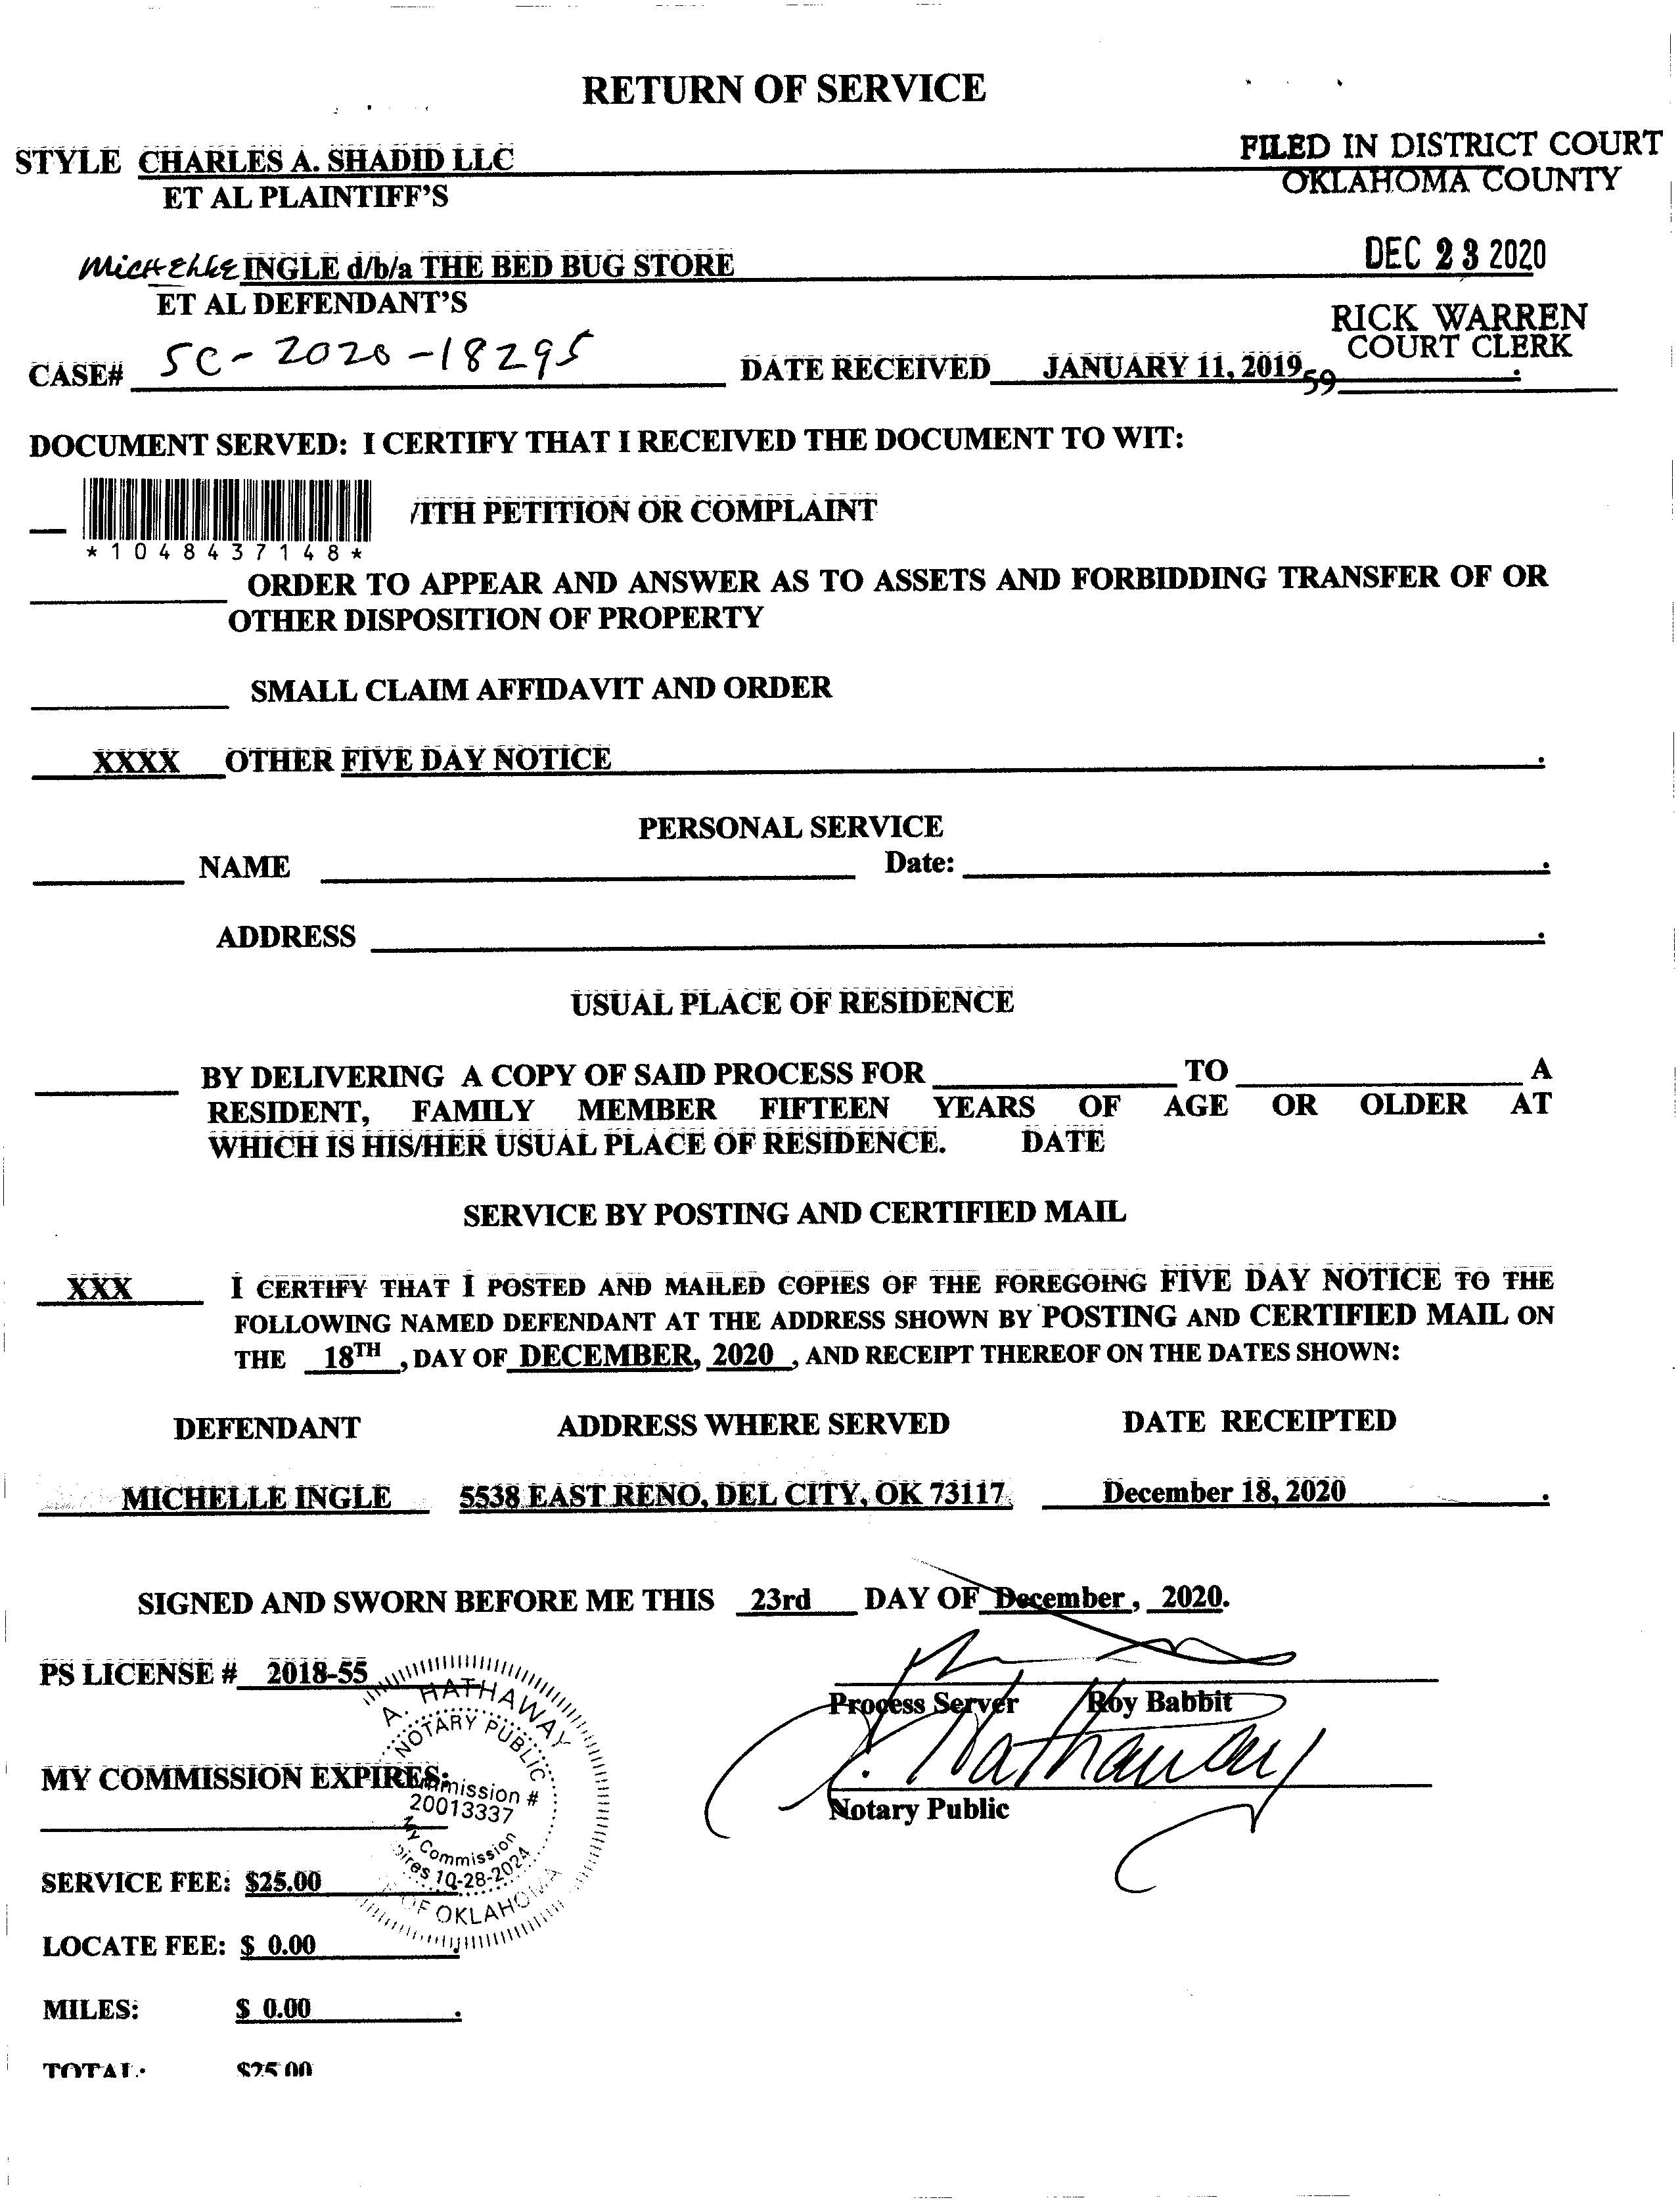 RETURN OF SERVICE
FILED IN DISTRICT COURT
OKLAHOMA COUNTY
STYLE CHARLES A. SHADID LLC
ET AL PLAINTIFF'S
DEC 23 2020
Michelle INGLE d/b/a THE BED BUG STORE
ET AL DEFENDANT'S
RICK WARREN
COURT CLERK
CASE# SC-2020-18295 DATE RECEIVED JANUARY 11, 2019 .
59
DOCUMENT SERVED: I CERTIFY THAT I RECEIVED THE DOCUMENT TO WIT:
ITH PETITION OR COMPLAINT
*1048437148*
ORDER TO APPEAR AND ANSWER AS TO ASSETS AND FORBIDDING TRANSFER OF OR
OTHER DISPOSITION OF PROPERTY
SMALL CLAIM AFFIDAVIT AND ORDER
XXXX OTHER FIVE DAY NOTICE .
PERSONAL SERVICE
NAME Date: .
ADDRESS .
USUAL PLACE OF RESIDENCE
BY DELIVERING A COPY OF SAID PROCESS FOR TO A
RESIDENT, FAMILY MEMBER FIFTEEN YEARS OF AGE OR OLDER AT
WHICH IS HIS/HER USUAL PLACE OF RESIDENCE. DATE
SERVICE BY POSTING AND CERTIFIED MAIL
XXX I CERTIFY THAT I POSTED AND MAILED COPIES OF THE FOREGOING FIVE DAY NOTICE TO THE
FOLLOWING NAMED DEFENDANT AT THE ADDRESS SHOWN BY POSTING AND CERTIFIED MAIL ON
THE 18TH , DAY OF DECEMBER, 2020 , AND RECEIPT THEREOF ON THE DATES SHOWN:
DEFENDANT ADDRESS WHERE SERVED DATE RECEIPTED
MICHELLE INGLE 5538 EAST RENO, DEL CITY, OK 73117 December 18, 2020 .
SIGNED AND SWORN BEFORE ME THIS 23rd DAY OF December , 2020.
PS LICENSE # 2018-55
Process Server Roy Babbit
A. HATHAWAY
NOTARY PUBLIC
Commission #
20013337
My Commission
Expires 10-28-2024
OF OKLAHOMA
MY COMMISSION EXPIRES:
Hathaway
Notary Public
SERVICE FEE: $25.00
LOCATE FEE: $ 0.00 .
MILES: $ 0.00 .
TOTAL: $25.00